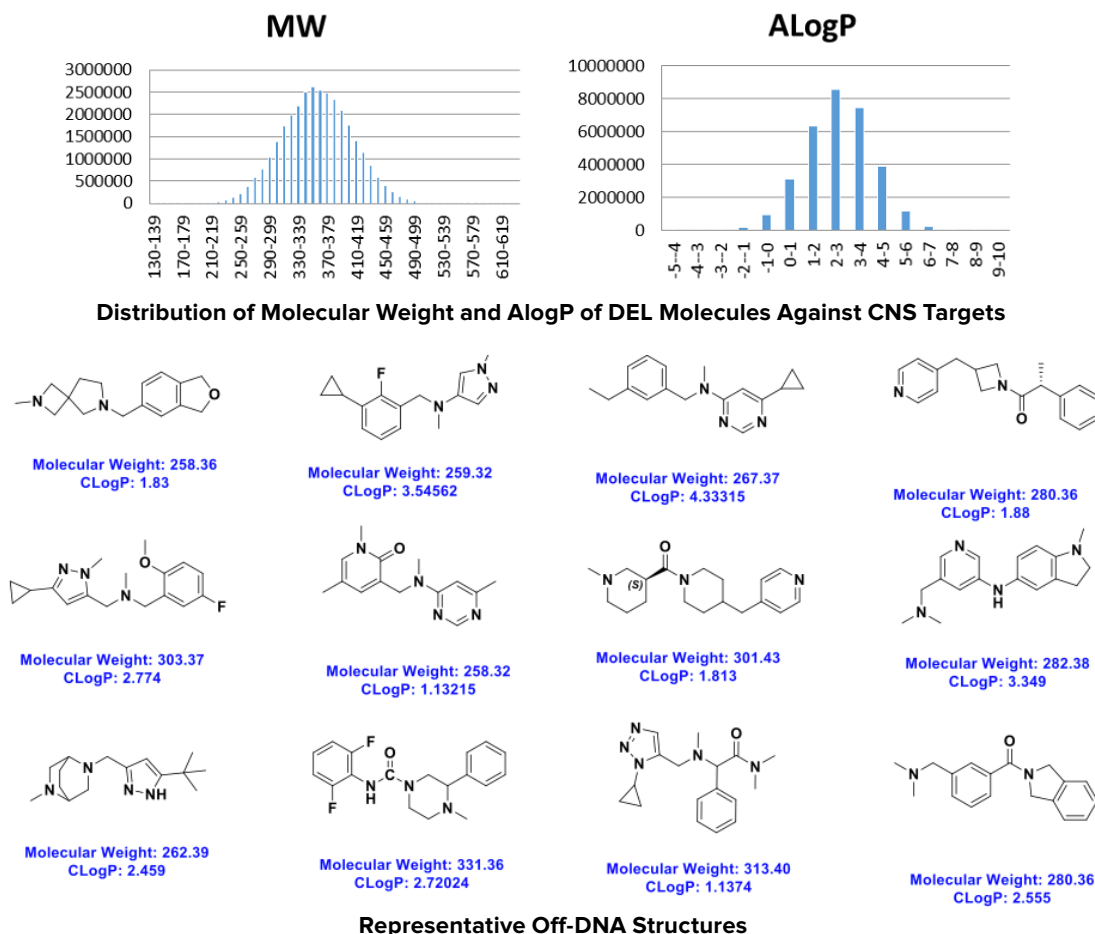 MW
3000000
2500000
2000000
1500000
1000000
500000
0
130-139
170-179
210-219
250-259
290-299
330-339
370-379
410-419
450-459
490-499
530-539
570-579
610-619
ALogP
10000000
8000000
6000000
4000000
2000000
0
-5--4
-4--3
-3--2
-2--1
-1-0
0-1
1-2
2-3
3-4
4-5
5-6
6-7
7-8
8-9
9-10
Distribution of Molecular Weight and AlogP of DEL Molecules Against CNS Targets
N
N
O
Molecular Weight: 258.36
CLogP: 1.83
F
N
N
N
Molecular Weight: 259.32
CLogP: 3.54562
N
N
N
Molecular Weight: 267.37
CLogP: 4.33315
N
N
O
Molecular Weight: 280.36
CLogP: 1.88
N
N
N
O
F
Molecular Weight: 303.37
CLogP: 2.774
N
O
N
N
N
Molecular Weight: 258.32
CLogP: 1.13215
O
N
(S)
N
N
Molecular Weight: 301.43
CLogP: 1.813
N
N
N
H
N
Molecular Weight: 282.38
CLogP: 3.349
N
N
N
NH
Molecular Weight: 262.39
CLogP: 2.459
F
O
NH
F
N
N
Molecular Weight: 331.36
CLogP: 2.72024
N
N
N
N
O
N
Molecular Weight: 313.40
CLogP: 1.1374
O
N
N
Molecular Weight: 280.36
CLogP: 2.555
Representative Off-DNA Structures